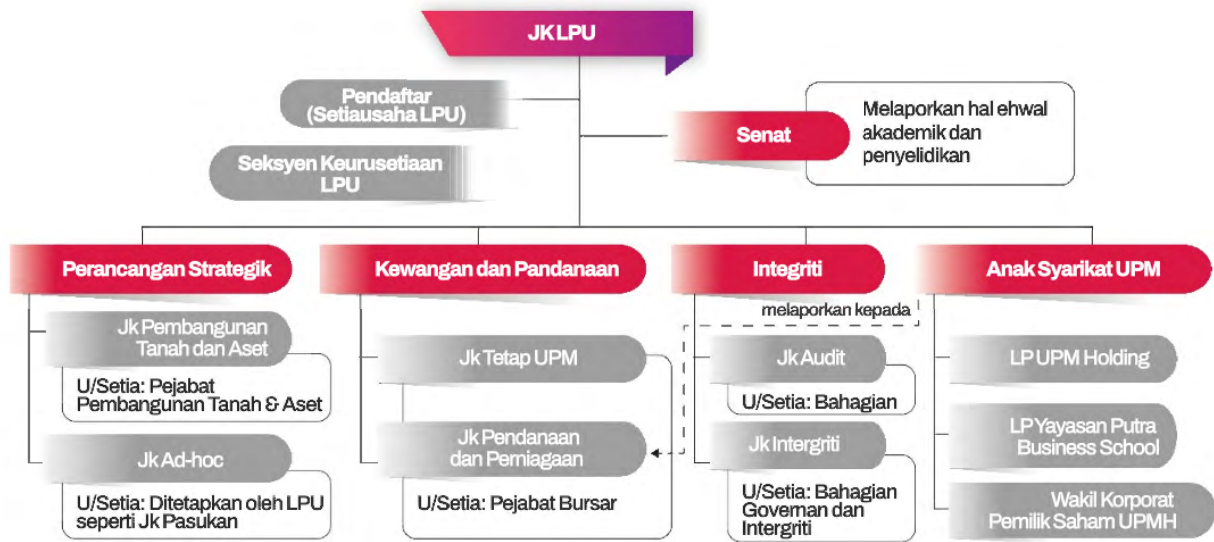 JK LPU
Pendaftar
(Setiausaha LPU)
Senat
Melaporkan hal ehwal
akademik dan
penyelidikan
Seksyen Keurusetiaan
LPU
Perancangan Strategik
Jk Pembangunan
Tanah dan Aset
U/Setia: Pejabat
Pembangunan Tanah & Aset
Jk Ad-hoc
U/Setia: Ditetapkan oleh LPU
seperti Jk Pasukan
Kewangan dan Pandanaan
Jk Tetap UPM
Jk Pendanaan
dan Perniagaan
U/Setia: Pejabat Bursar
Integriti
melaporkan kepada
Jk Audit
U/Setia: Bahagian
Jk Intergriti
U/Setia: Bahagian
Governan dan
Intergriti
Anak Syarikat UPM
LP UPM Holding
LP Yayasan Putra
Business School
Wakil Korporat
Pemilik Saham UPMH